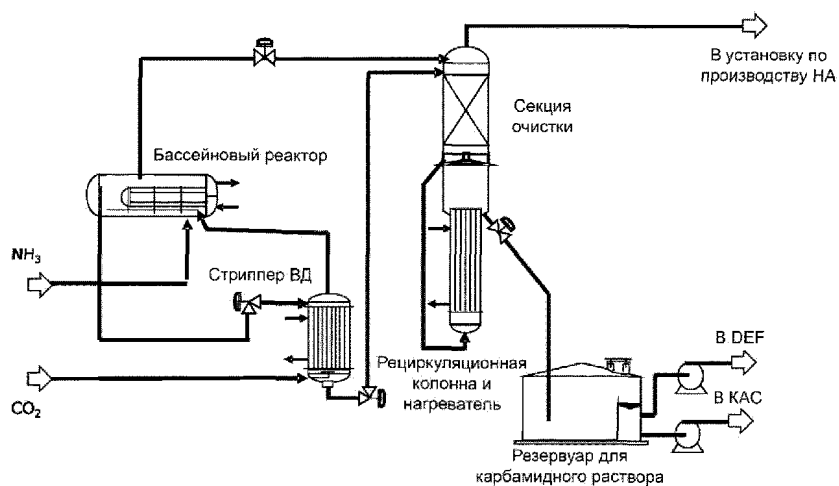 В установку по
производству НА
Секция
очистки
Бассейновый реактор
NH₃
Стриппер ВД
CO₂
Рециркуляционная
колонна и
нагреватель
В DEF
В КАС
Резервуар для
карбамидного раствора